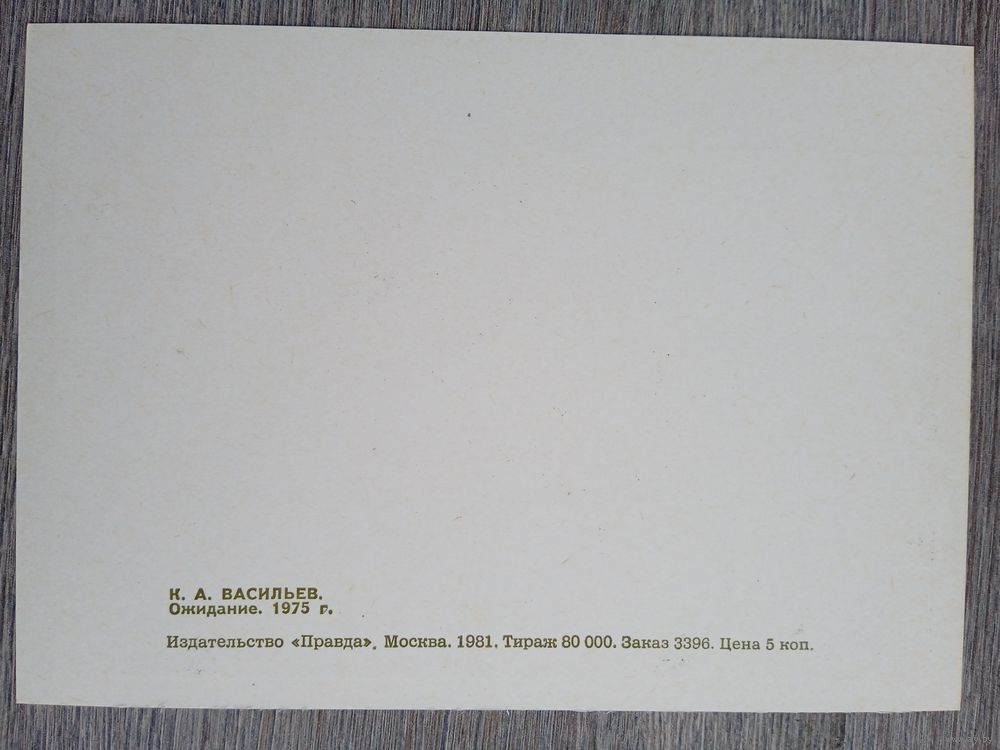 К. А. ВАСИЛЬЕВ.
Ожидание. 1975 г.
Издательство «Правда», Москва. 1981. Тираж 80 000. Заказ 3396. Цена 5 коп.